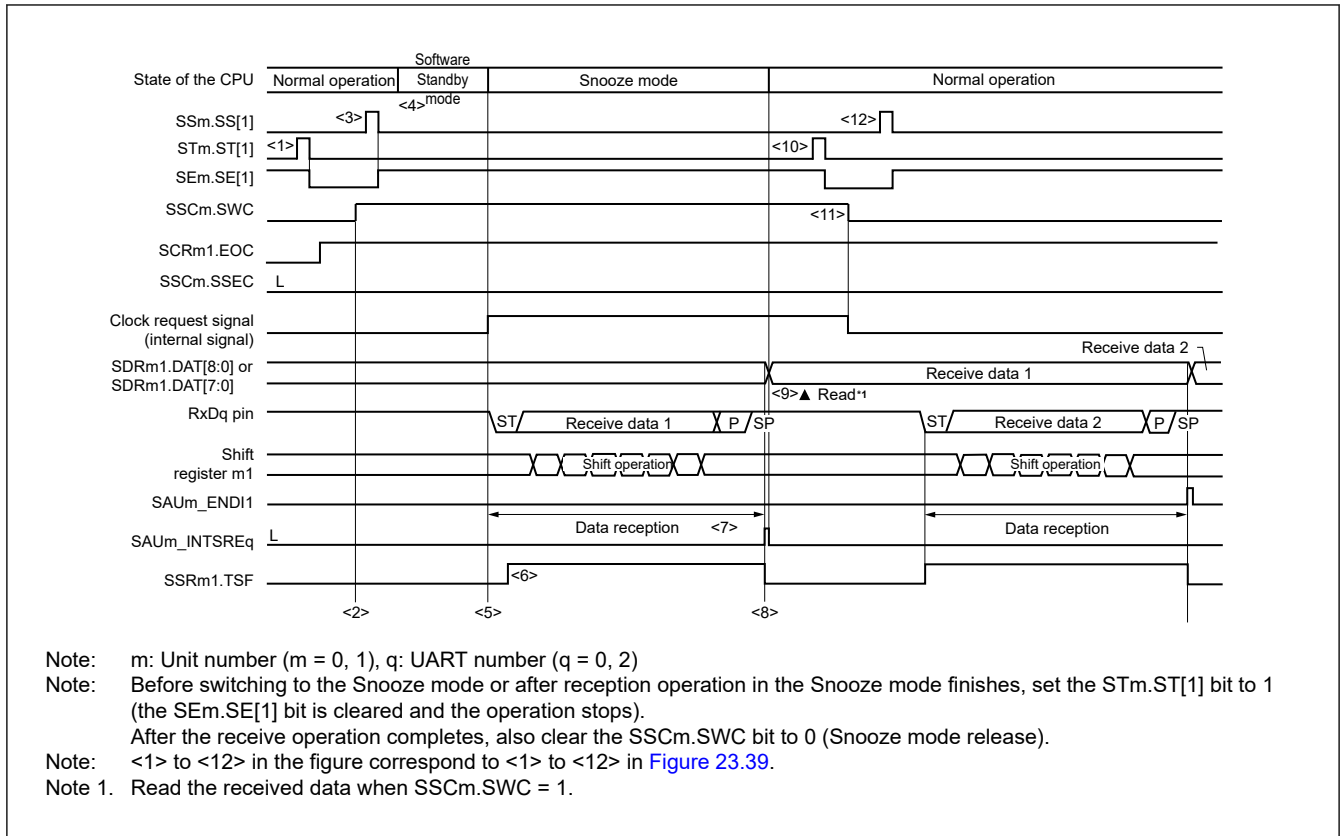 Software
State of the CPU Normal operation Standby Snooze mode Normal operation
<4> mode
SSm.SS[1] <3> <12>
STm.ST[1] <1> <10>
SEm.SE[1]
SSCm.SWC <11>
SCRm1.EOC
SSCm.SSEC L
Clock request signal
(internal signal)
Receive data 2
SDRm1.DAT[8:0] or
SDRm1.DAT[7:0]
Receive data 1
<9>▲ Read*1
RxDq pin ST Receive data 1 P SP ST Receive data 2 P SP
Shift
register m1
Shift operation Shift operation
SAUm_ENDI1
Data reception <7> Data reception
SAUm_INTSREq L
SSRm1.TSF <6>
<2> <5> <8>
Note: m: Unit number (m = 0, 1), q: UART number (q = 0, 2)
Note: Before switching to the Snooze mode or after reception operation in the Snooze mode finishes, set the STm.ST[1] bit to 1
(the SEm.SE[1] bit is cleared and the operation stops).
After the receive operation completes, also clear the SSCm.SWC bit to 0 (Snooze mode release).
Note: <1> to <12> in the figure correspond to <1> to <12> in Figure 23.39.
Note 1. Read the received data when SSCm.SWC = 1.